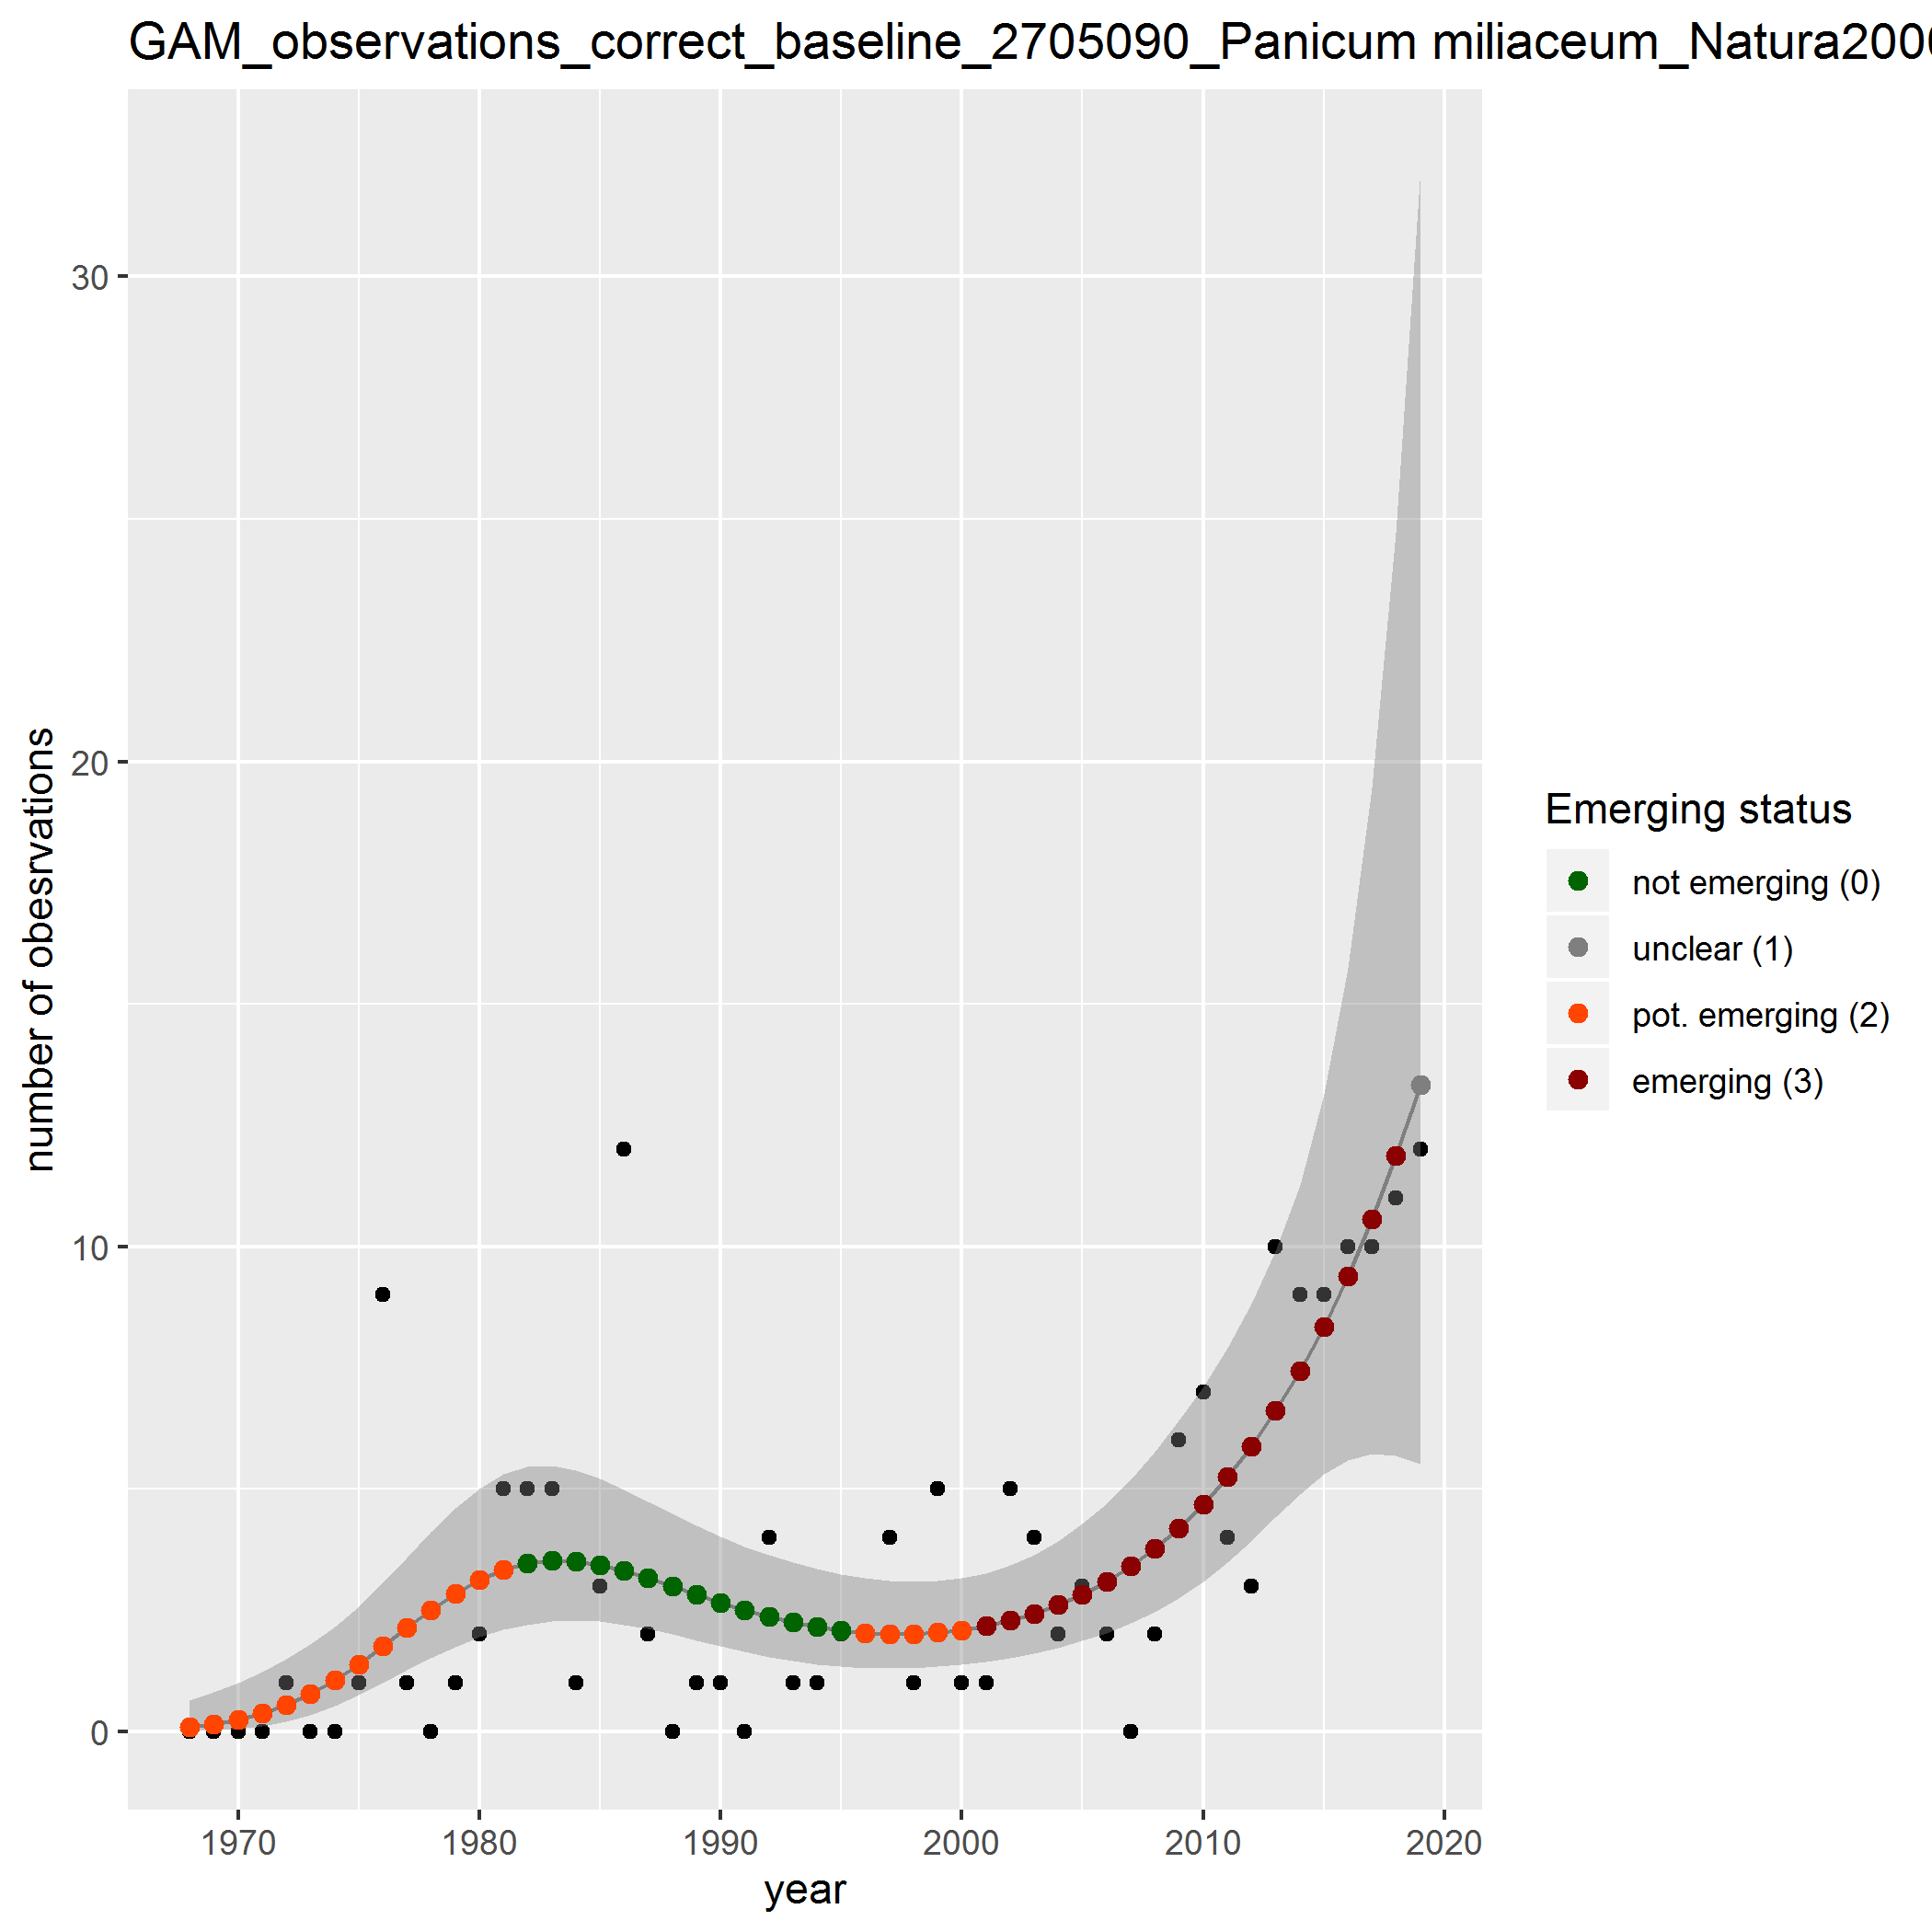 GAM_observations_correct_baseline_2705090_Panicum miliaceum_Natura2000
30
20
10
0
number of obesrvations
1970 1980 1990 2000 2010 2020
year
Emerging status
not emerging (0)
unclear (1)
pot. emerging (2)
emerging (3)